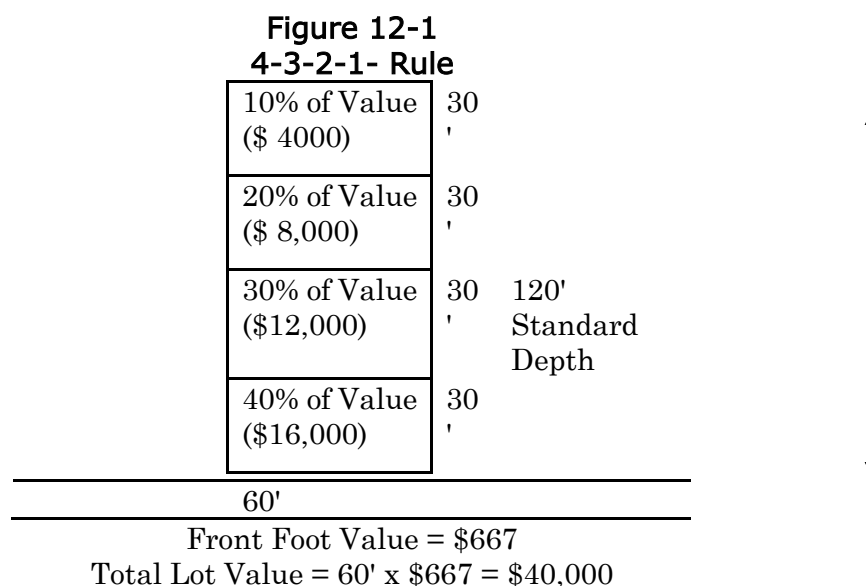 Figure 12-1
4-3-2-1- Rule
10% of Value 30
($ 4000) '
20% of Value 30
($ 8,000) '
30% of Value 30 120'
($12,000) ' Standard
Depth
40% of Value 30
($16,000) '
60'
Front Foot Value = $667
Total Lot Value = 60' x $667 = $40,000